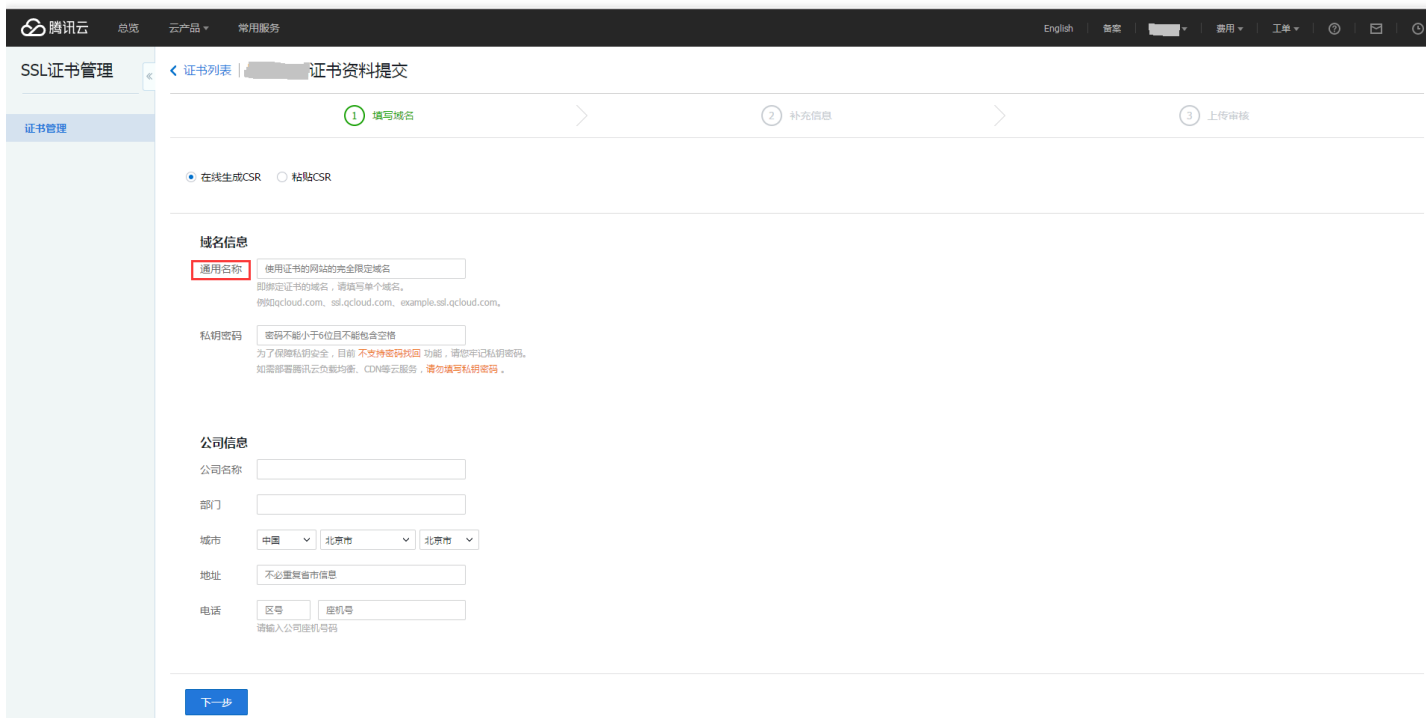 腾讯云 总览 云产品 常用服务 English 备案 费用 工单
SSL证书管理
证书管理
证书列表 | 证书资料提交
1 填写域名 2 补充信息 3 上传审核
在线生成CSR 粘贴CSR
域名信息
通用名称 使用证书的网站的完全限定域名
即绑定证书的域名，请填写单个域名。
例如qcloud.com、ssl.qcloud.com、example.ssl.qcloud.com。
私钥密码 密码不能小于6位且不能包含空格
为了保障私钥安全，目前 不支持密码找回 功能，请您牢记私钥密码。
如需部署腾讯云负载均衡、CDN等云服务，请勿填写私钥密码 。
公司信息
公司名称
部门
城市 中国 北京市 北京市
地址 不必重复省市信息
电话 区号 座机号
请输入公司座机号码
下一步